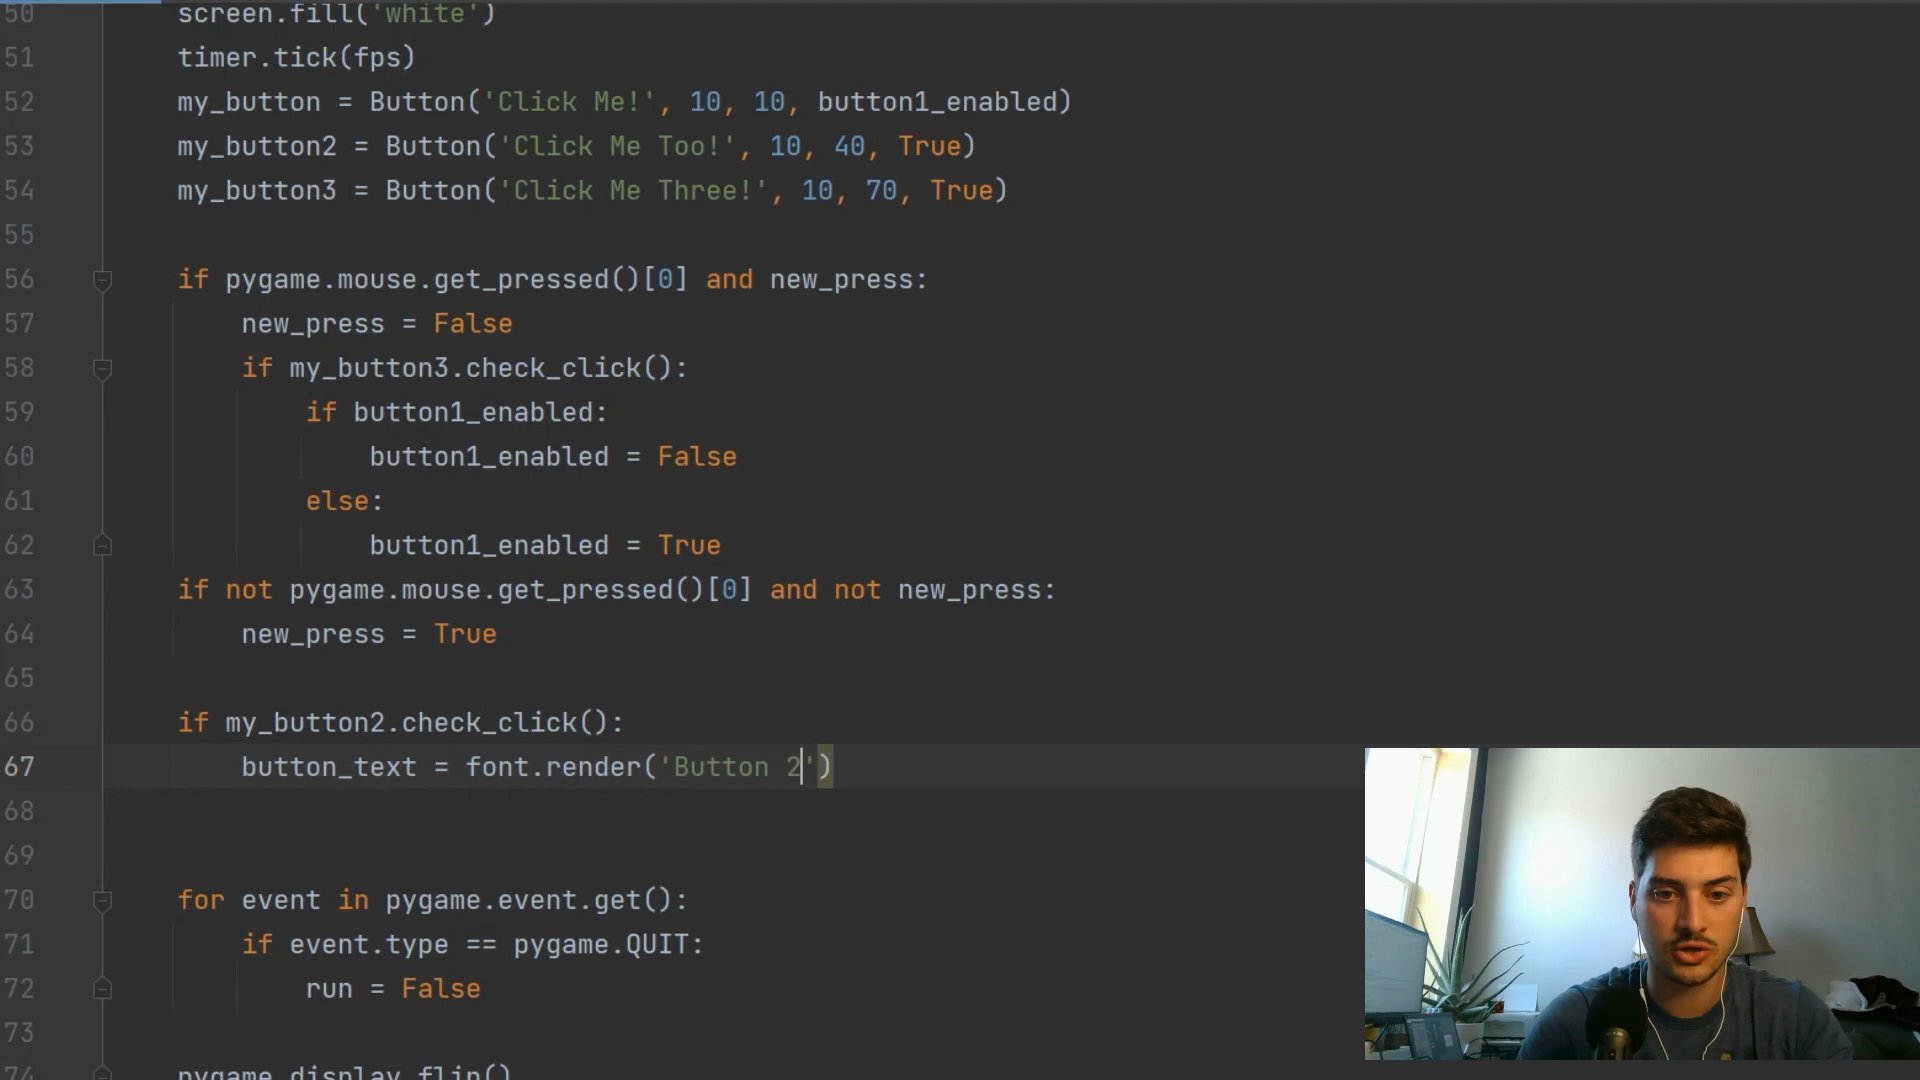 50 screen.fill('white')
51 timer.tick(fps)
52 my_button = Button('Click Me!', 10, 10, button1_enabled)
53 my_button2 = Button('Click Me Too!', 10, 40, True)
54 my_button3 = Button('Click Me Three!', 10, 70, True)
55
56 if pygame.mouse.get_pressed()[0] and new_press:
57 new_press = False
58 if my_button3.check_click():
59 if button1_enabled:
60 button1_enabled = False
61 else:
62 button1_enabled = True
63 if not pygame.mouse.get_pressed()[0] and not new_press:
64 new_press = True
65
66 if my_button2.check_click():
67 button_text = font.render('Button 2')
68
69
70 for event in pygame.event.get():
71 if event.type == pygame.QUIT:
72 run = False
73
74 pygame.display.flip()